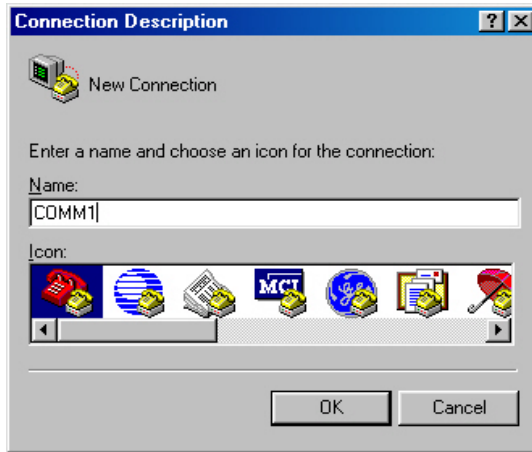 Connection Description
New Connection
Enter a name and choose an icon for the connection:
Name:
COMM1
Icon:
MCI
OK
Cancel